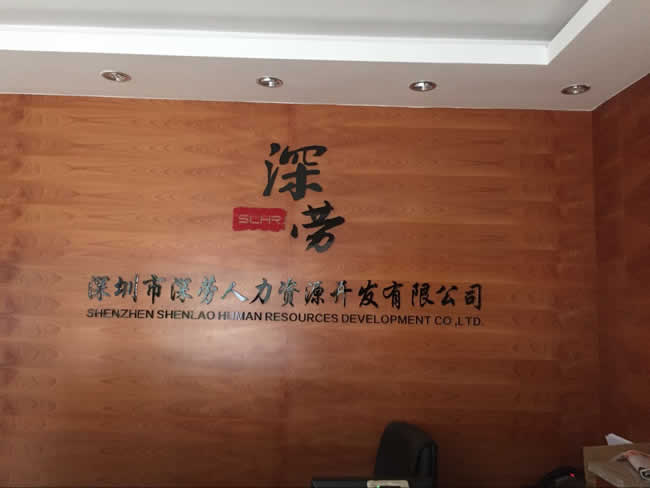 深
SLHR
劳
深圳市深劳人力资源开发有限公司
SHENZHEN SHENLAO HUMAN RESOURCES DEVELOPMENT CO.,LTD.